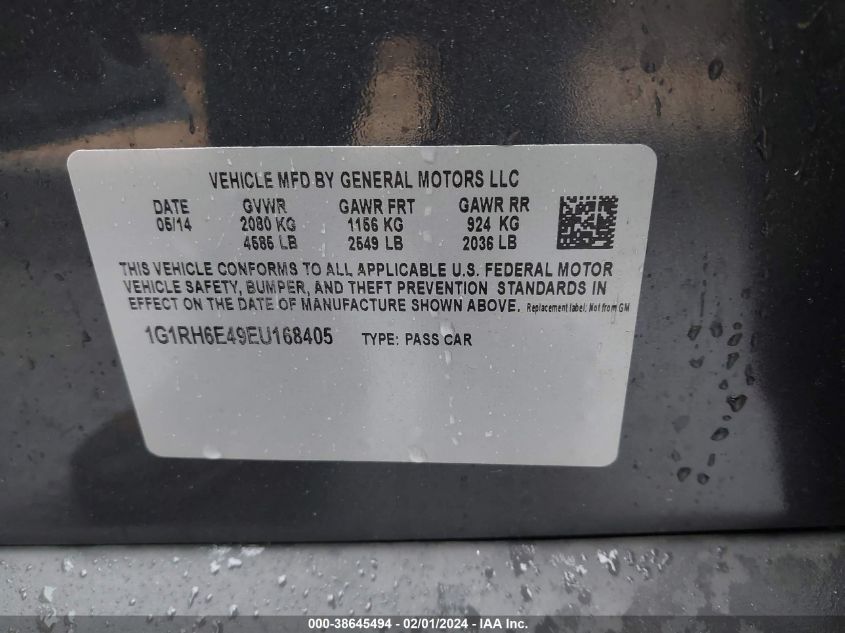 VEHICLE MFD BY GENERAL MOTORS LLC
DATE GVWR GAWR FRT GAWR RR
05/14 2080 KG 1156 KG 924 KG
4585 LB 2549 LB 2036 LB
THIS VEHICLE CONFORMS TO ALL APPLICABLE U.S. FEDERAL MOTOR
VEHICLE SAFETY, BUMPER, AND THEFT PREVENTION STANDARDS IN
EFFECT ON THE DATE OF MANUFACTURE SHOWN ABOVE. Replacement label; Not from GM
1G1RH6E49EU168405 TYPE: PASS CAR
000-38645494 - 02/01/2024 - IAA Inc.